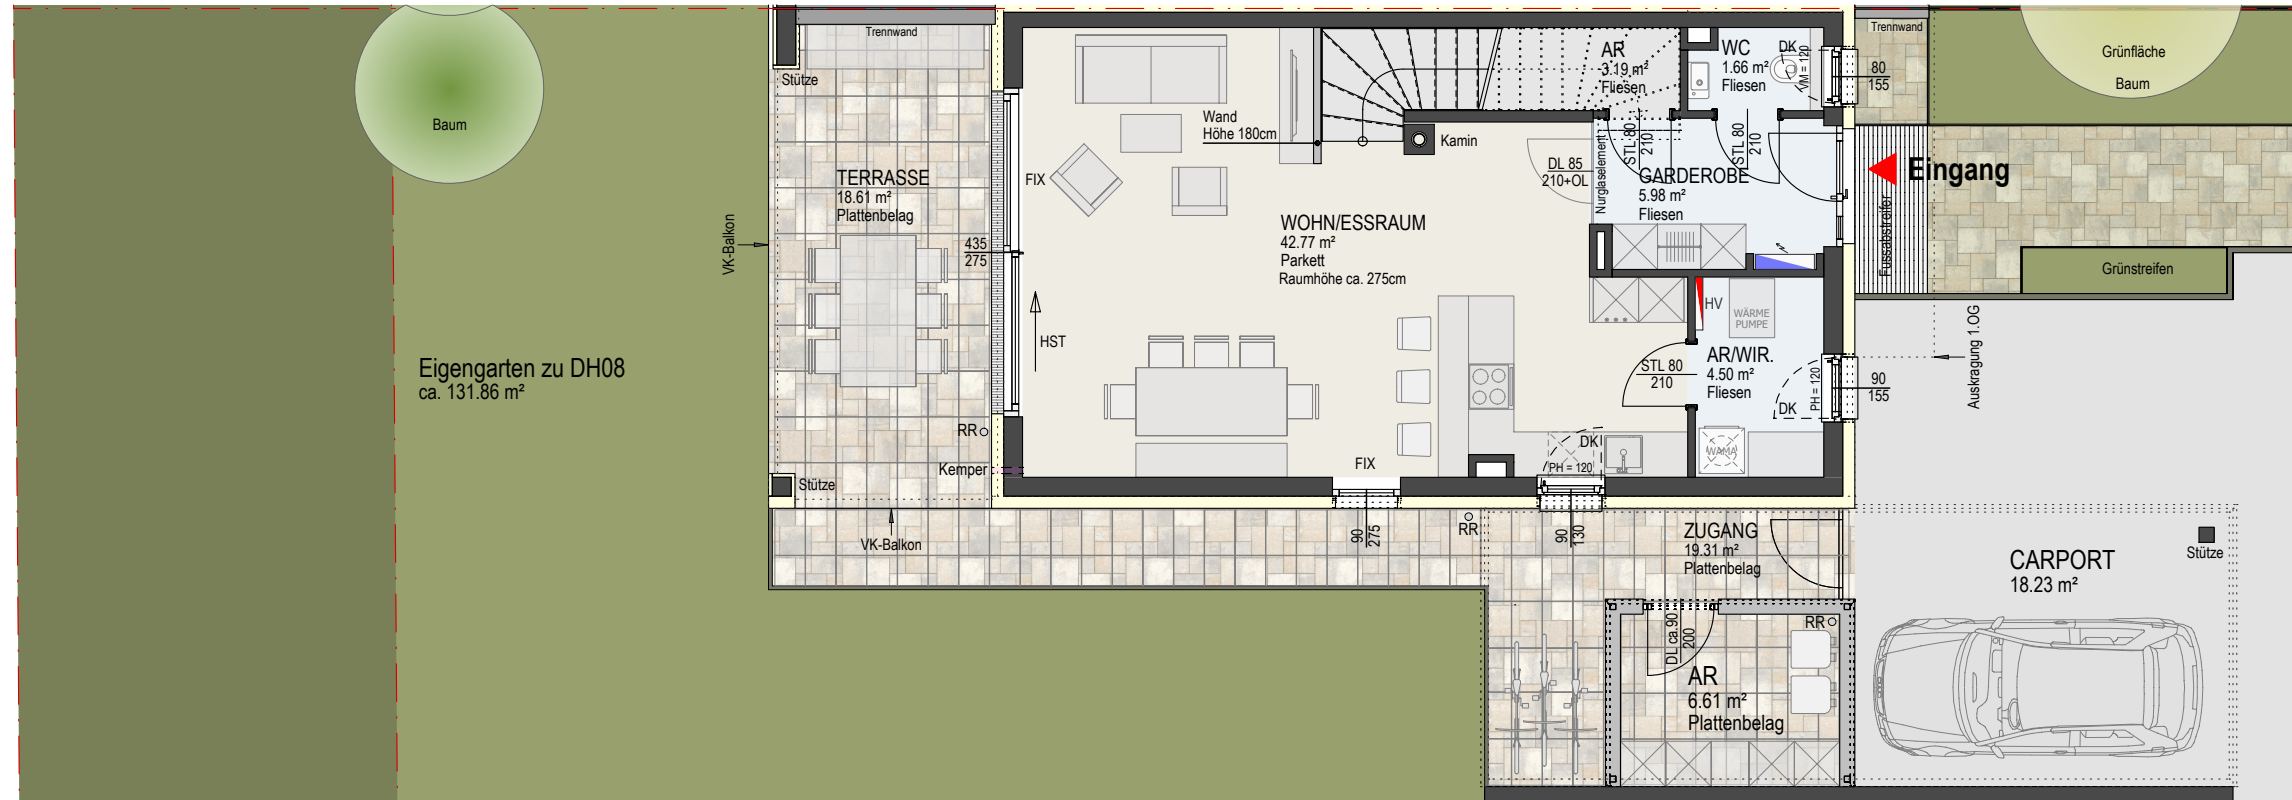 Baum
Eigengarten zu DH08
ca. 131.86 m²
Trennwand
Stütze
TERRASSE
18.61 m²
Plattenbelag
VK-Balkon
435
275
RR
Kemper
Stütze
VK-Balkon
FIX
HST
Wand
Höhe 180cm
Kamin
WOHN/ESSRAUM
42.77 m²
Parkett
Raumhöhe ca. 275cm
FIX
90
275
RR
AR
3.19 m²
Fliesen
WC
1.66 m²
Fliesen
DK
VM = 120
80
155
STL 80
210
STL 80
210
DL 85
210+OL
Nurglaselement
GARDEROBE
5.98 m²
Fliesen
HV
WÄRME
PUMPE
AR/WIR.
4.50 m²
Fliesen
STL 80
210
PH = 120
DK
90
155
WAMA
DK
PH = 120
90
130
ZUGANG
19.31 m²
Plattenbelag
DL ca.90
200
RR
AR
6.61 m²
Plattenbelag
Trennwand
Grünfläche
Baum
Eingang
Fussabstreifer
Grünstreifen
Auskragung 1.OG
CARPORT
18.23 m²
Stütze